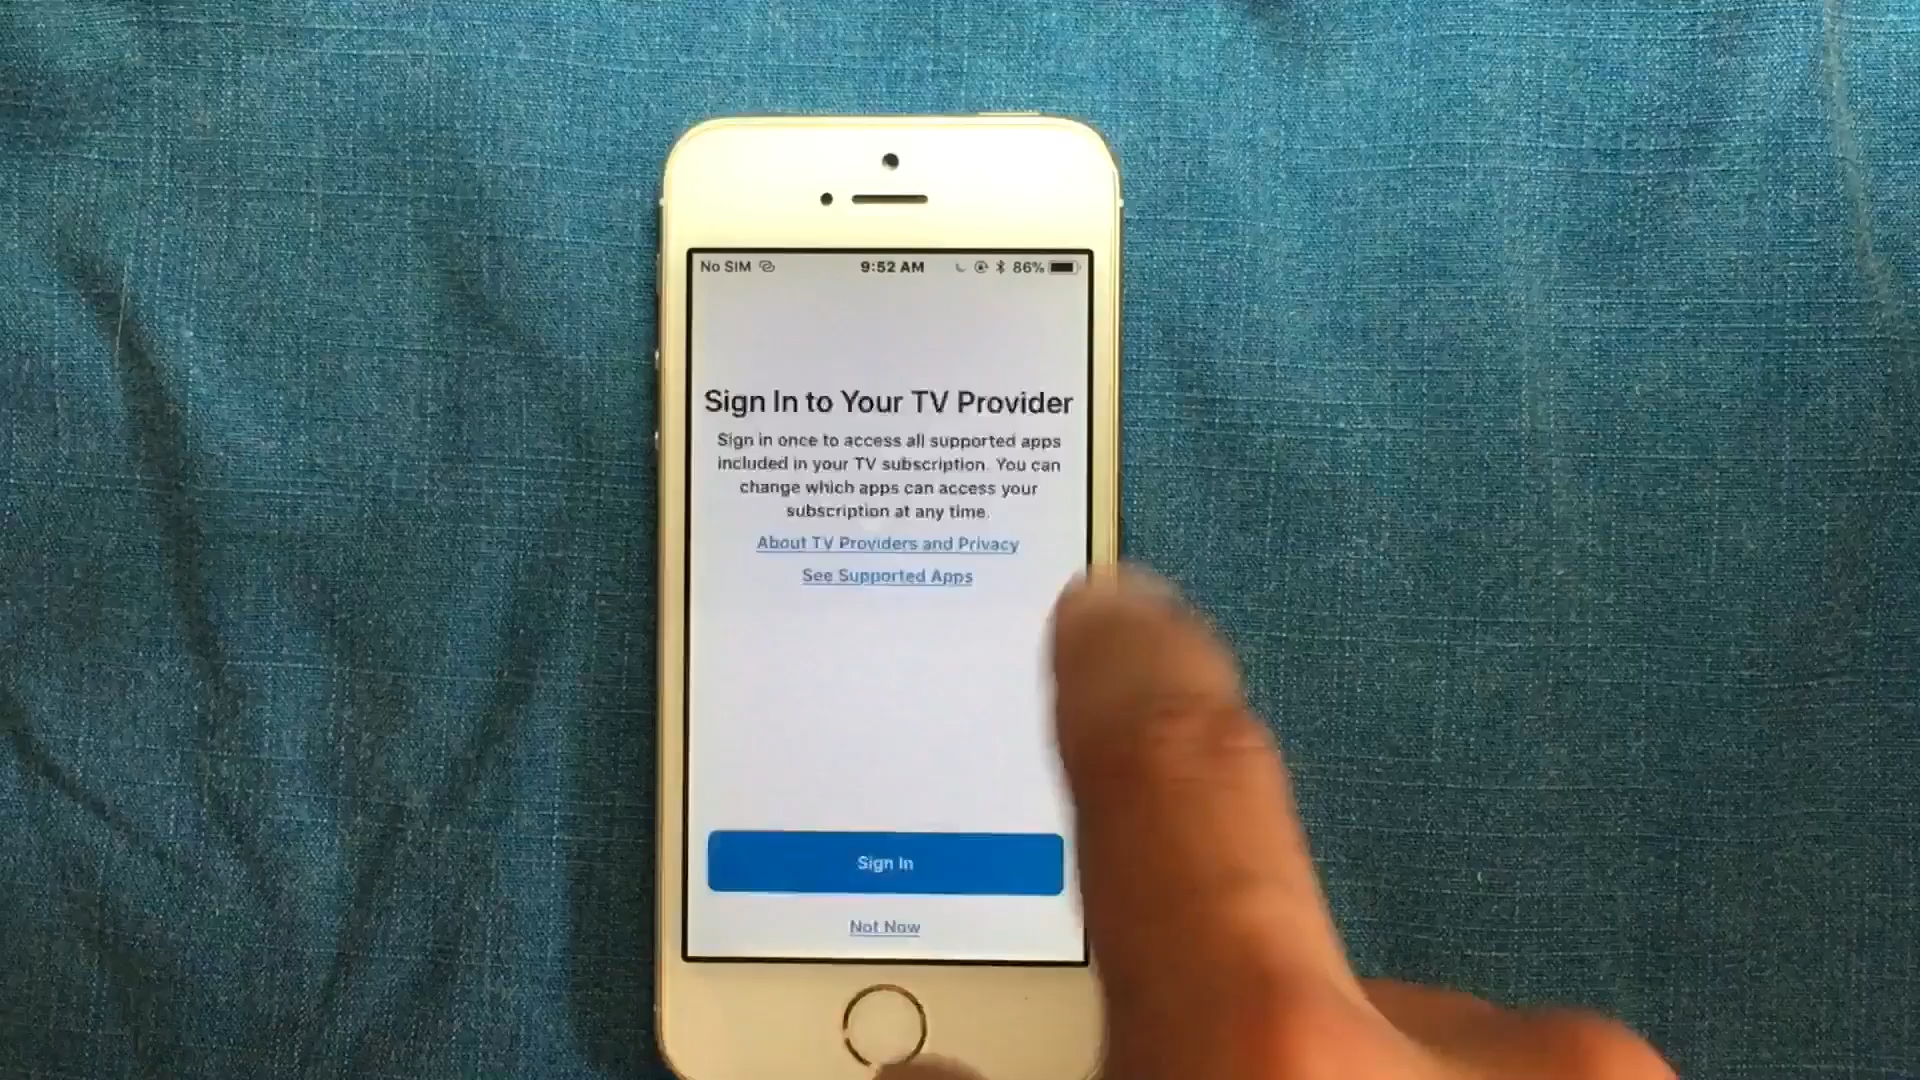 No SIM 9:52 AM 86%
Sign In to Your TV Provider
Sign in once to access all supported apps
included in your TV subscription. You can
change which apps can access your
subscription at any time.
About TV Providers and Privacy
See Supported Apps
Sign In
Not Now